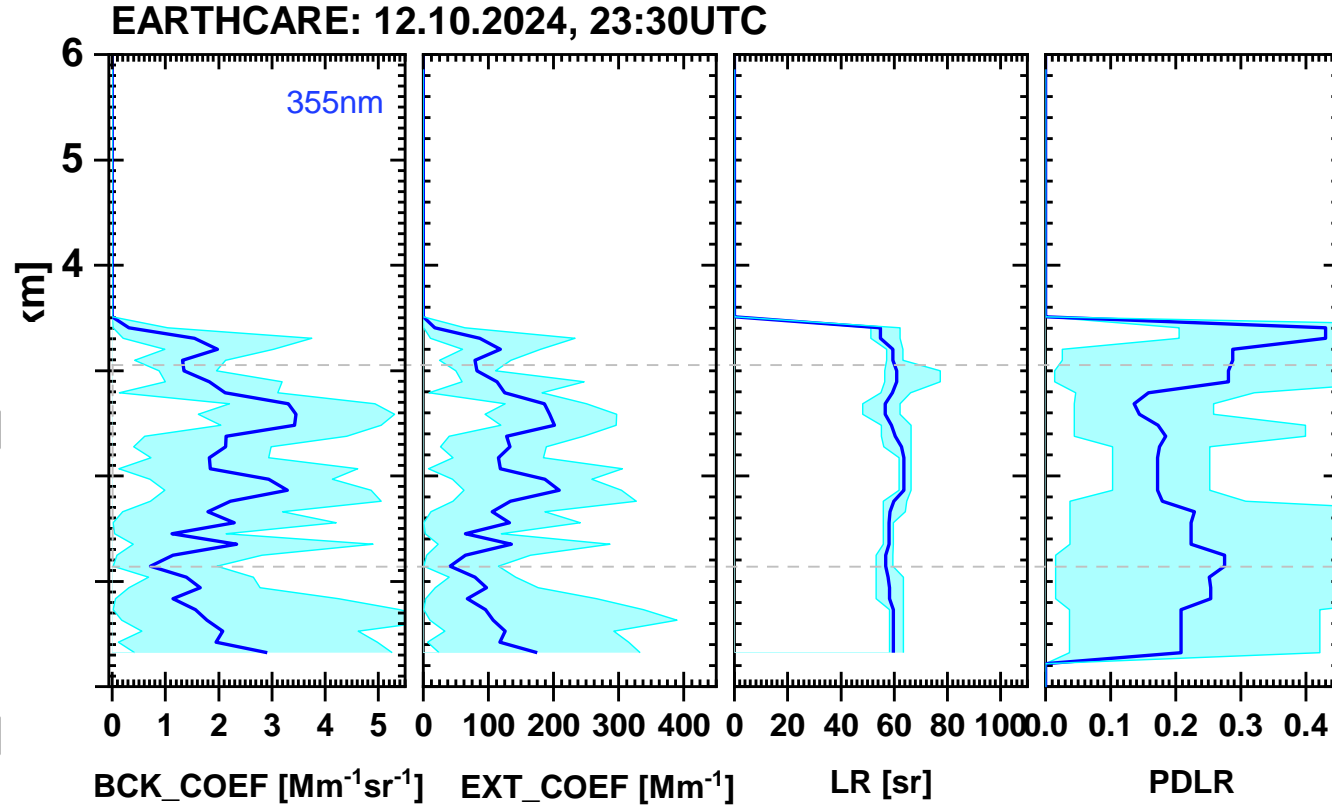 EARTHCARE: 12.10.2024, 23:30UTC
6
355nm
5
4
km]
0 1 2 3 4 5 0 100 200 300 400 0 20 40 60 80 100 0.0 0.1 0.2 0.3 0.4
BCK_COEF [Mm⁻¹sr⁻¹] EXT_COEF [Mm⁻¹] LR [sr] PDLR